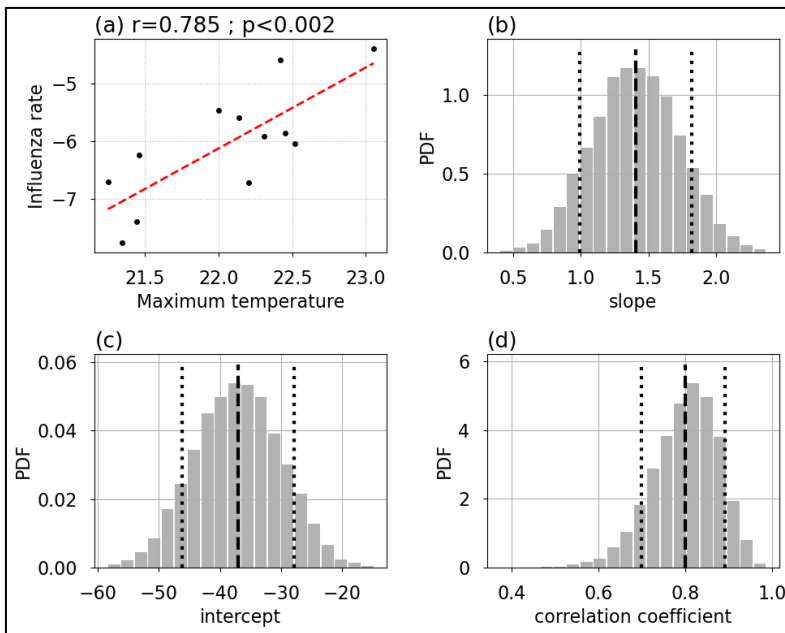 (a) r=0.785 ; p<0.002
Influenza rate
−5
−6
−7
21.5 22.0 22.5 23.0
Maximum temperature
(b)
PDF
1.0
0.5
0.0
0.5 1.0 1.5 2.0
slope
(c)
PDF
0.06
0.04
0.02
0.00
−60 −50 −40 −30 −20
intercept
(d)
PDF
6
4
2
0
0.4 0.6 0.8 1.0
correlation coefficient